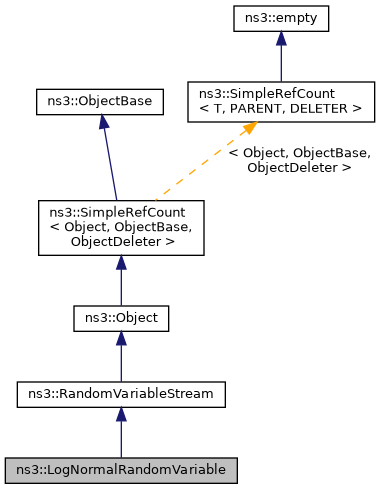 ns3::empty
ns3::ObjectBase
ns3::SimpleRefCount
< T, PARENT, DELETER >
< Object, ObjectBase,
ObjectDeleter >
ns3::SimpleRefCount
< Object, ObjectBase,
ObjectDeleter >
ns3::Object
ns3::RandomVariableStream
ns3::LogNormalRandomVariable